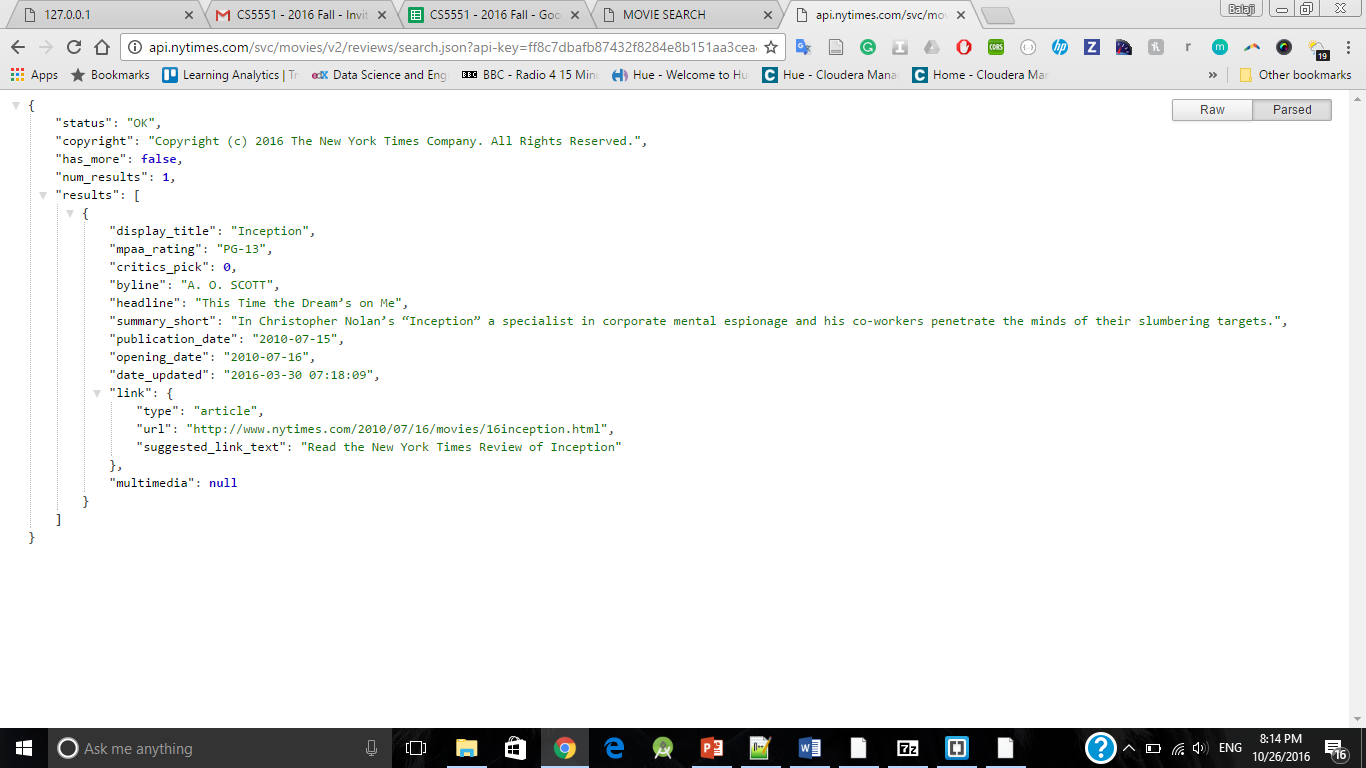 127.0.0.1
CS5551 - 2016 Fall - Invit
CS5551 - 2016 Fall - Goo
MOVIE SEARCH
api.nytimes.com/svc/mov
Balaji
api.nytimes.com/svc/movies/v2/reviews/search.json?api-key=ff8c7dbafb87432f8284e8b151aa3cea
CORS
hp
Z
r
m
19
Apps
Bookmarks
Learning Analytics | Tr
edX Data Science and Eng
BBC BBC - Radio 4 15 Min
Hue - Welcome to Hu
C Hue - Cloudera Mana
C Home - Cloudera Ma
»
Other bookmarks
Raw
Parsed
{
"status": "OK",
"copyright": "Copyright (c) 2016 The New York Times Company. All Rights Reserved.",
"has_more": false,
"num_results": 1,
"results": [
{
"display_title": "Inception",
"mpaa_rating": "PG-13",
"critics_pick": 0,
"byline": "A. O. SCOTT",
"headline": "This Time the Dream’s on Me",
"summary_short": "In Christopher Nolan’s “Inception” a specialist in corporate mental espionage and his co-workers penetrate the minds of their slumbering targets.",
"publication_date": "2010-07-15",
"opening_date": "2010-07-16",
"date_updated": "2016-03-30 07:18:09",
"link": {
"type": "article",
"url": "http://www.nytimes.com/2010/07/16/movies/16inception.html",
"suggested_link_text": "Read the New York Times Review of Inception"
},
"multimedia": null
}
]
}
Ask me anything
7z
ENG
8:14 PM
10/26/2016
16